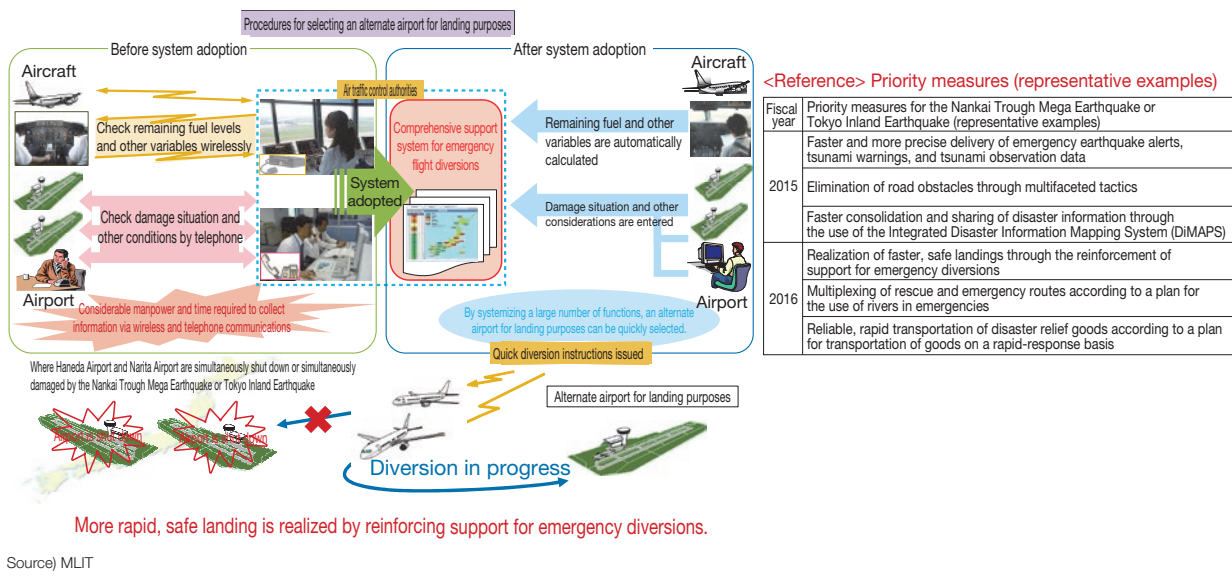 Procedures for selecting an alternate airport for landing purposes
Before system adoption
Aircraft
Check remaining fuel levels
and other variables wirelessly
Check damage situation and
other conditions by telephone
Airport
Considerable manpower and time required to collect
information via wireless and telephone communications
Air traffic control authorities
System
adopted
Comprehensive support
system for emergency
flight diversions
After system adoption
Aircraft
Remaining fuel and other
variables are automatically
calculated
Damage situation and other
considerations are entered
Airport
By systemizing a large number of functions, an alternate
airport for landing purposes can be quickly selected.
Quick diversion instructions issued
Where Haneda Airport and Narita Airport are simultaneously shut down or simultaneously
damaged by the Nankai Trough Mega Earthquake or Tokyo Inland Earthquake
Airport is shut down
Airport is shut down
Alternate airport for landing purposes
Diversion in progress
More rapid, safe landing is realized by reinforcing support for emergency diversions.
<Reference> Priority measures (representative examples)
Fiscal
year
Priority measures for the Nankai Trough Mega Earthquake or
Tokyo Inland Earthquake (representative examples)
2015
Faster and more precise delivery of emergency earthquake alerts,
tsunami warnings, and tsunami observation data
Elimination of road obstacles through multifaceted tactics
Faster consolidation and sharing of disaster information through
the use of the Integrated Disaster Information Mapping System (DiMAPS)
2016
Realization of faster, safe landings through the reinforcement of
support for emergency diversions
Multiplexing of rescue and emergency routes according to a plan for
the use of rivers in emergencies
Reliable, rapid transportation of disaster relief goods according to a plan
for transportation of goods on a rapid-response basis
Source) MLIT